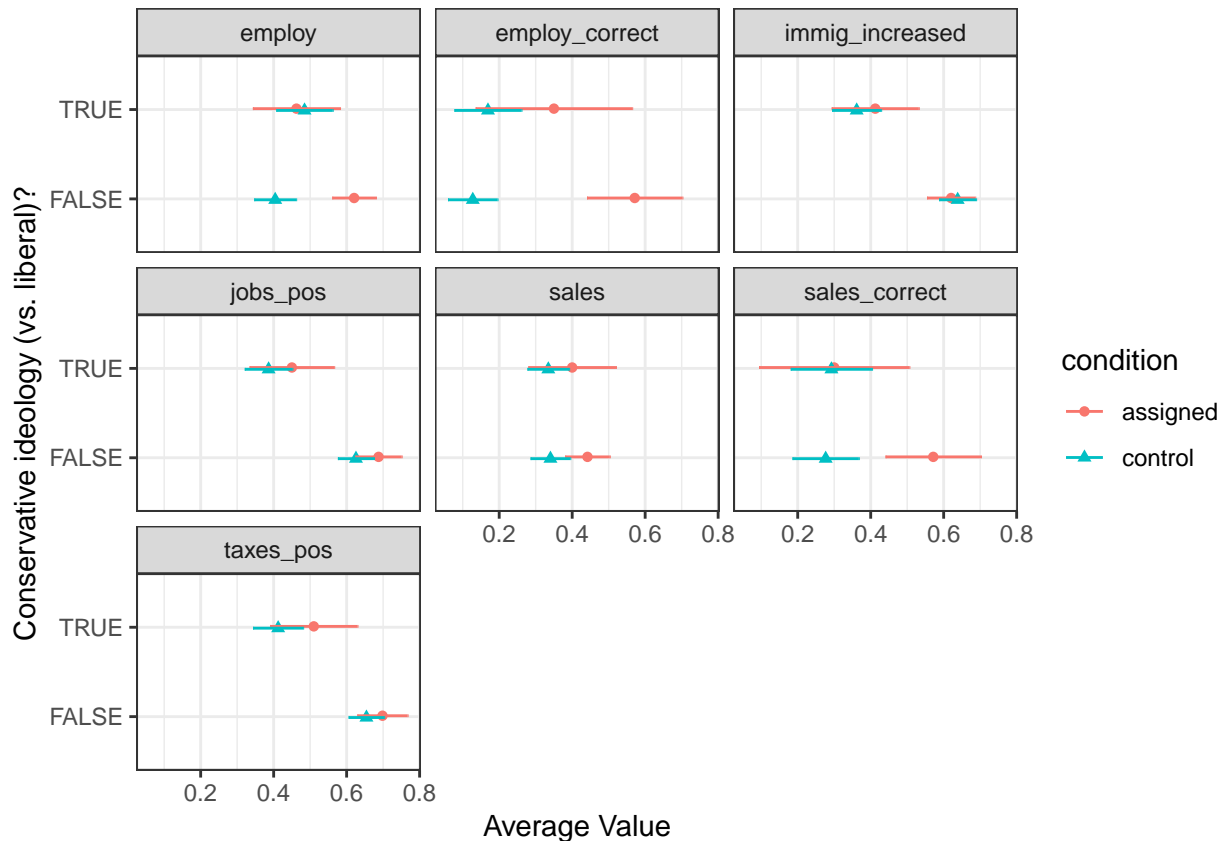 employ
employ_correct
immig_increased
TRUE
FALSE
jobs_pos
sales
sales_correct
TRUE
FALSE
0.2 0.4 0.6 0.8
0.2 0.4 0.6 0.8
taxes_pos
TRUE
FALSE
0.2 0.4 0.6 0.8
Average Value
Conservative ideology (vs. liberal)?
condition
assigned
control